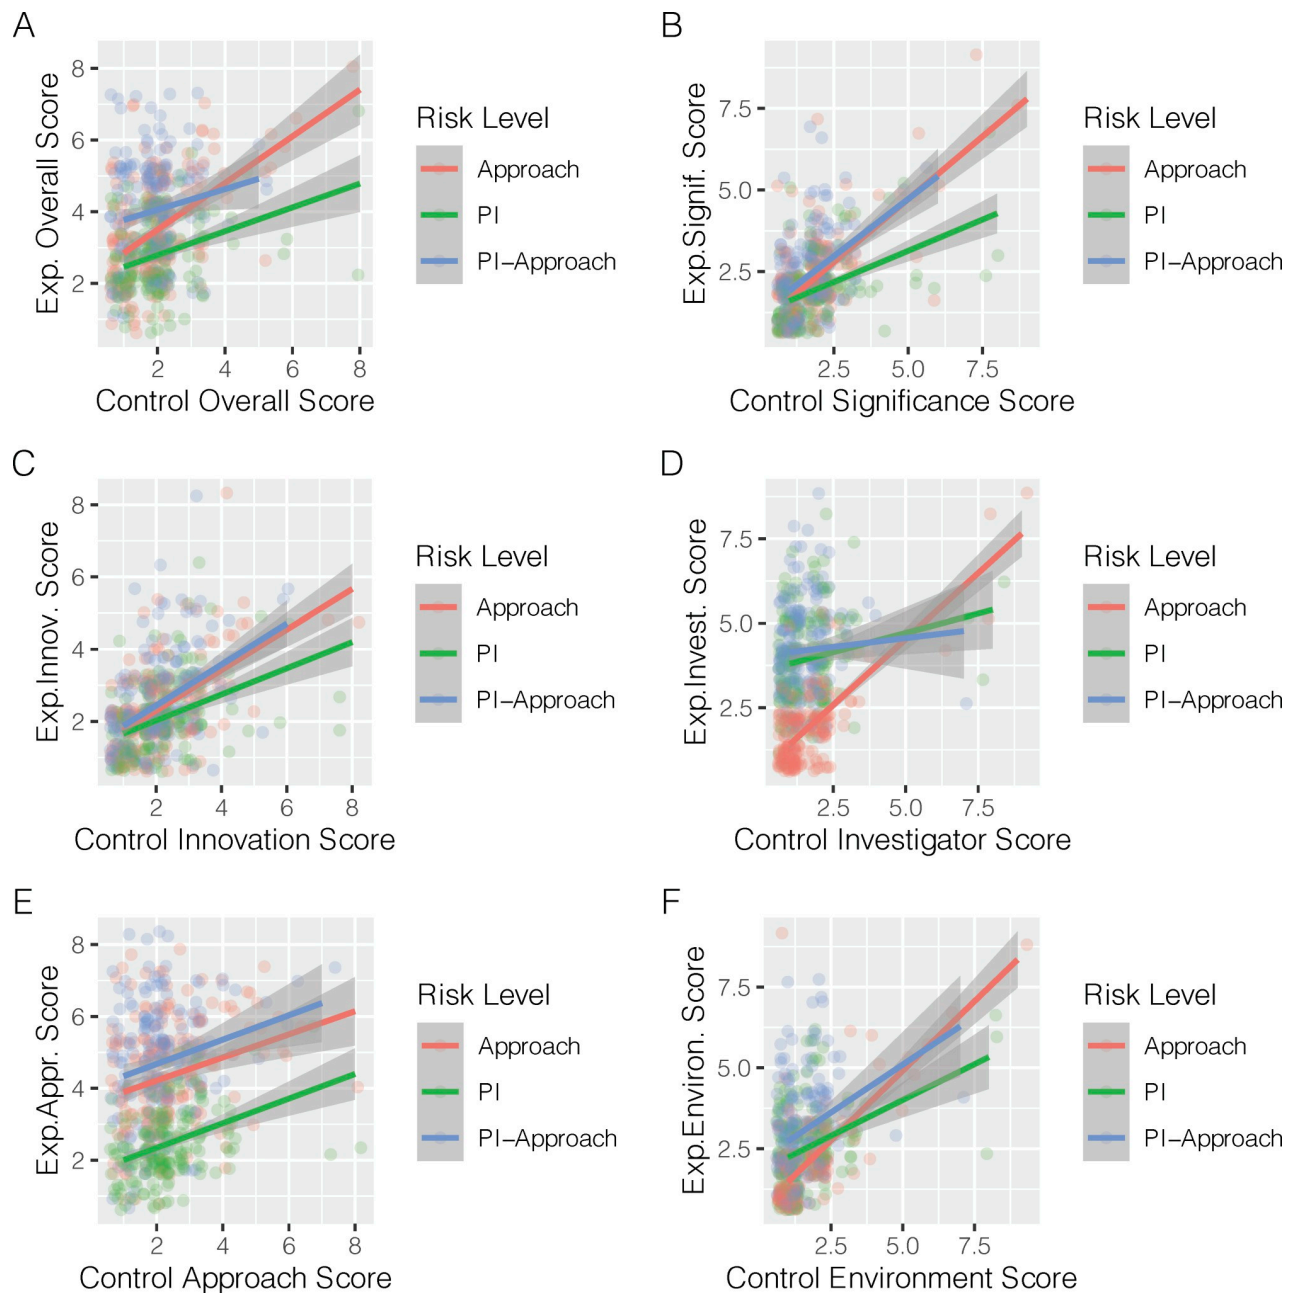 A
Exp. Overall Score
8
6
4
2
2 4 6 8
Control Overall Score
Risk Level
Approach
PI
PI-Approach
B
Exp.Signif. Score
7.5
5.0
2.5
2.5 5.0 7.5
Control Significance Score
Risk Level
Approach
PI
PI-Approach
C
Exp.Innov. Score
8
6
4
2
2 4 6 8
Control Innovation Score
Risk Level
Approach
PI
PI-Approach
D
Exp.Invest. Score
7.5
5.0
2.5
2.5 5.0 7.5
Control Investigator Score
Risk Level
Approach
PI
PI-Approach
E
Exp.Appr. Score
8
6
4
2
2 4 6 8
Control Approach Score
Risk Level
Approach
PI
PI-Approach
F
Exp.Environ. Score
7.5
5.0
2.5
2.5 5.0 7.5
Control Environment Score
Risk Level
Approach
PI
PI-Approach